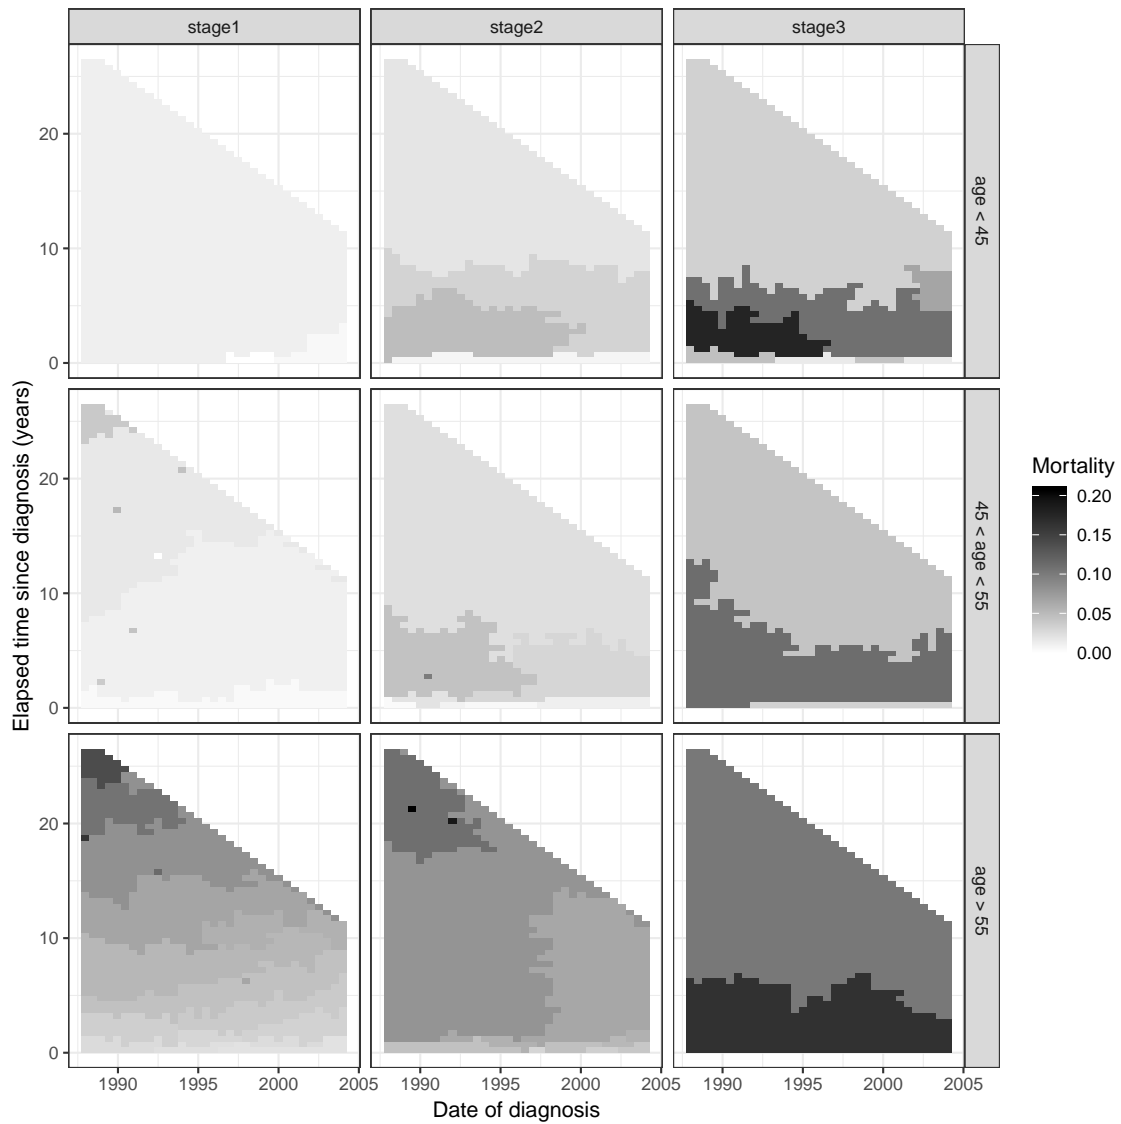 stage1 stage2 stage3
20
10
0
age < 45
20
10
0
45 < age < 55
20
10
0
age > 55
1990 1995 2000 2005 1990 1995 2000 2005 1990 1995 2000 2005
Date of diagnosis
Elapsed time since diagnosis (years)
Mortality
0.20
0.15
0.10
0.05
0.00